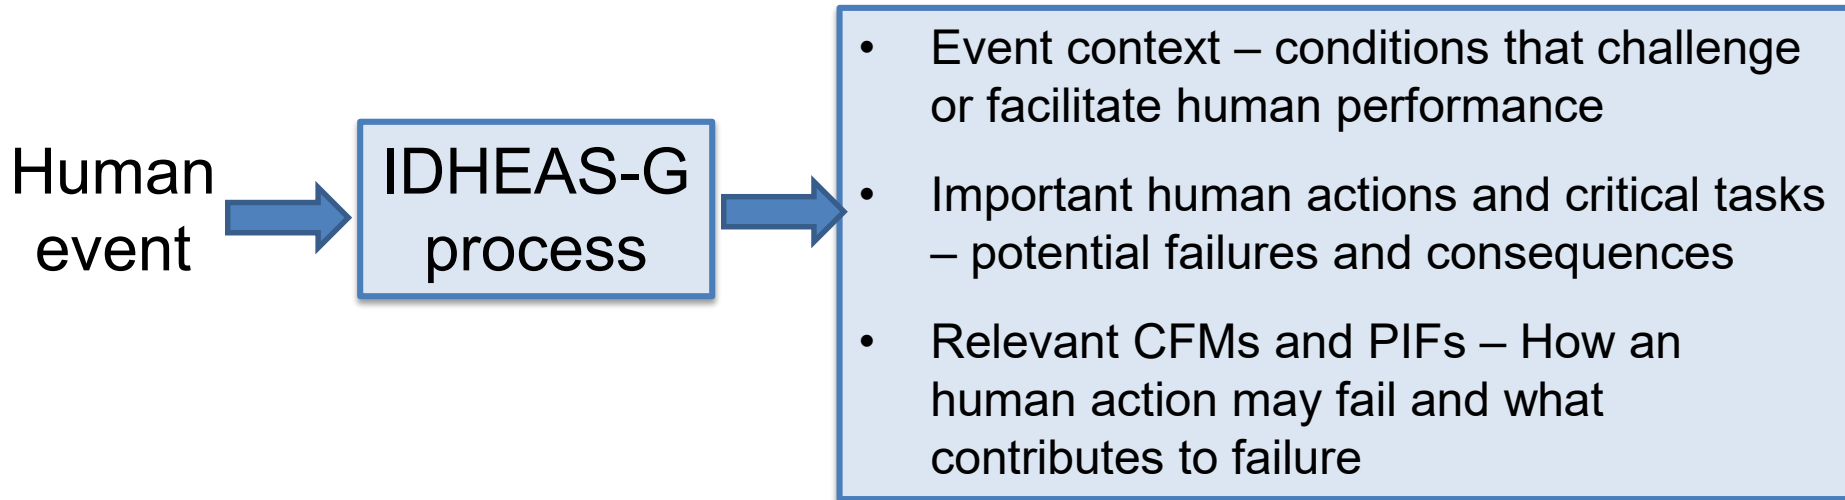 Human
event
IDHEAS-G
process
• Event context – conditions that challenge
or facilitate human performance
• Important human actions and critical tasks
– potential failures and consequences
• Relevant CFMs and PIFs – How an
human action may fail and what
contributes to failure